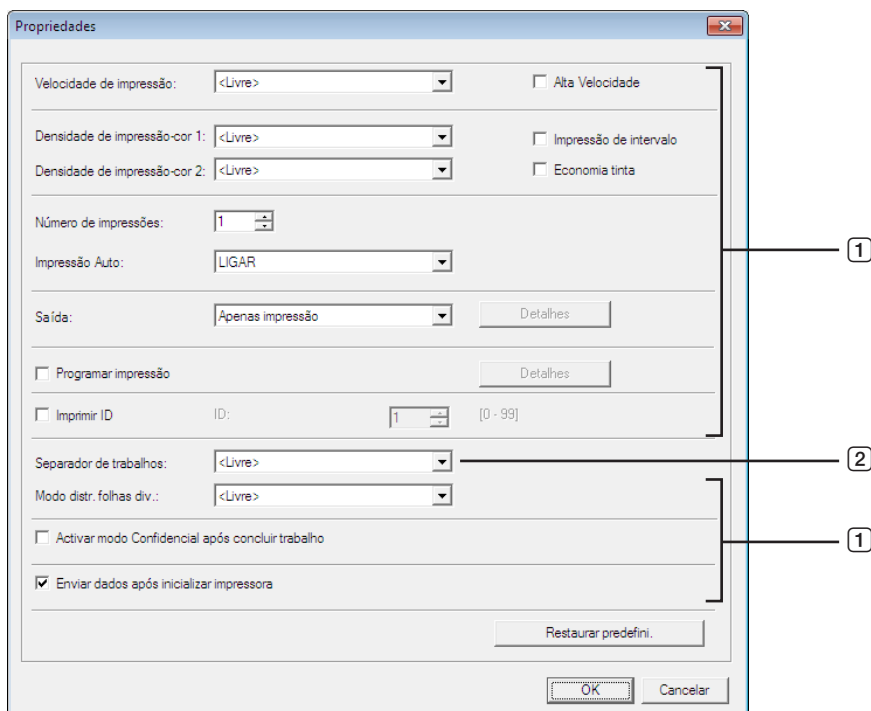 Propriedades
Velocidade de impressão: <Livre> Alta Velocidade
Densidade de impressão-cor 1: <Livre> Impressão de intervalo
Densidade de impressão-cor 2: <Livre> Economia tinta
Número de impressões: 1
1
Impressão Auto: LIGAR
Saída: Apenas impressão Detalhes
Programar impressão Detalhes
Imprimir ID ID: 1 [0 - 99]
Separador de trabalhos: <Livre> 2
Modo distr. folhas div.: <Livre>
Activar modo Confidencial após concluir trabalho 1
Enviar dados após inicializar impressora
Restaurar predefini.
OK Cancelar